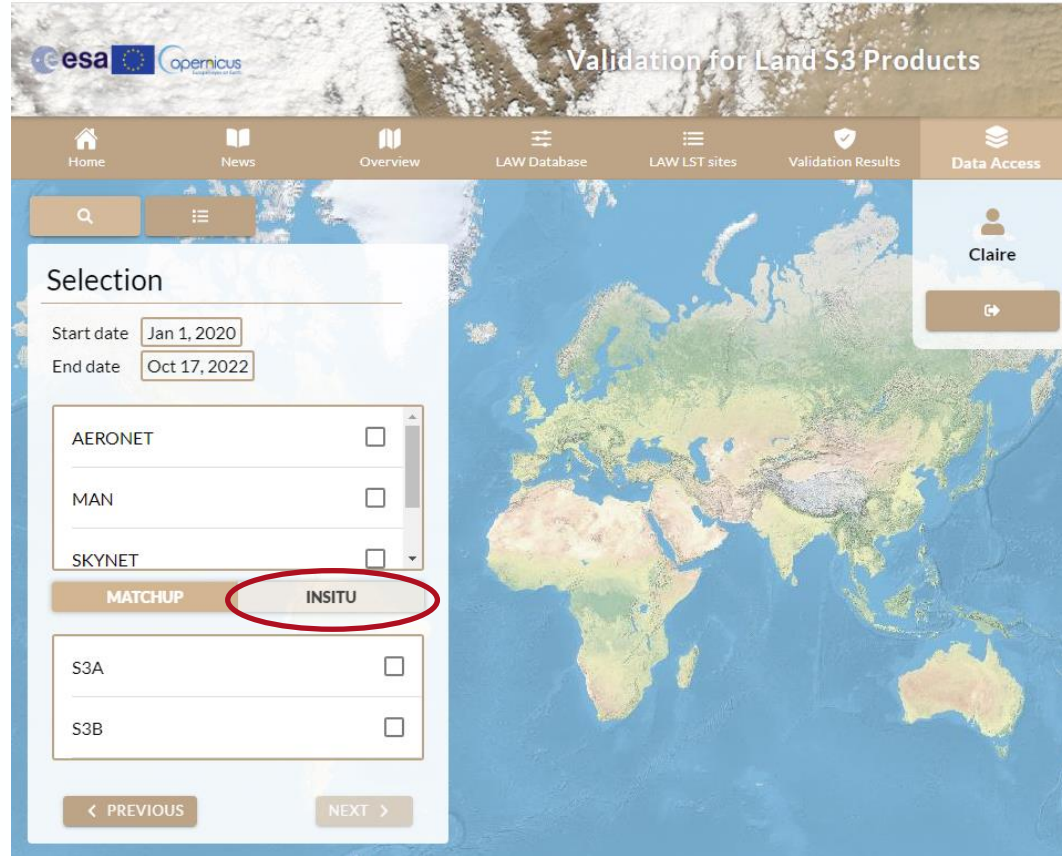 esa
opernicus
Validation for Land S3 Products
Home
News
Overview
LAW Database
LAW LST sites
Validation Results
Data Access
Claire
Selection
Start date Jan 1, 2020
End date Oct 17, 2022
AERONET
MAN
SKYNET
MATCHUP
INSITU
S3A
S3B
PREVIOUS
NEXT